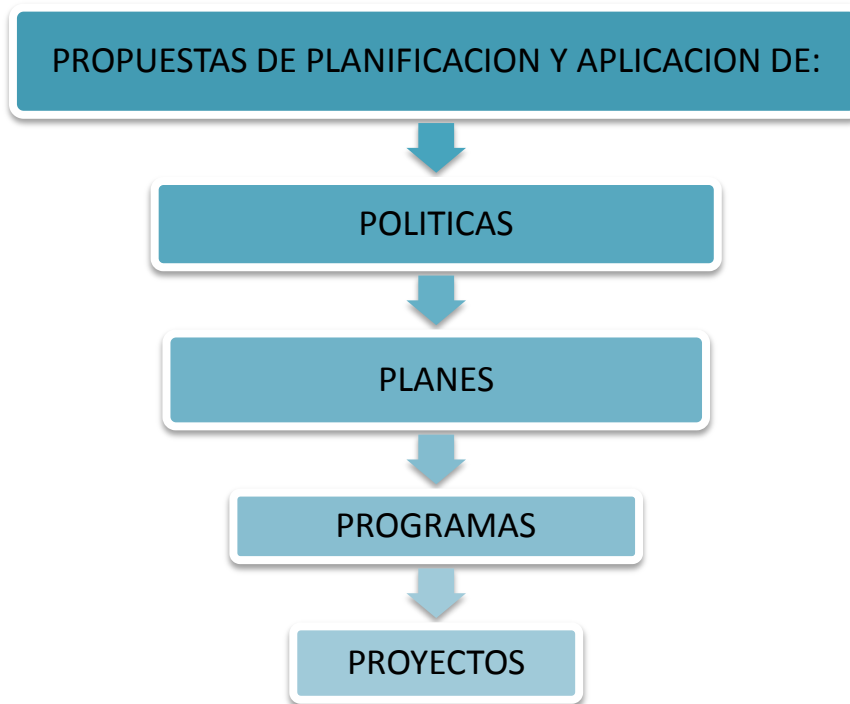 PROPUESTAS DE PLANIFICACION Y APLICACION DE:
POLITICAS
PLANES
PROGRAMAS
PROYECTOS